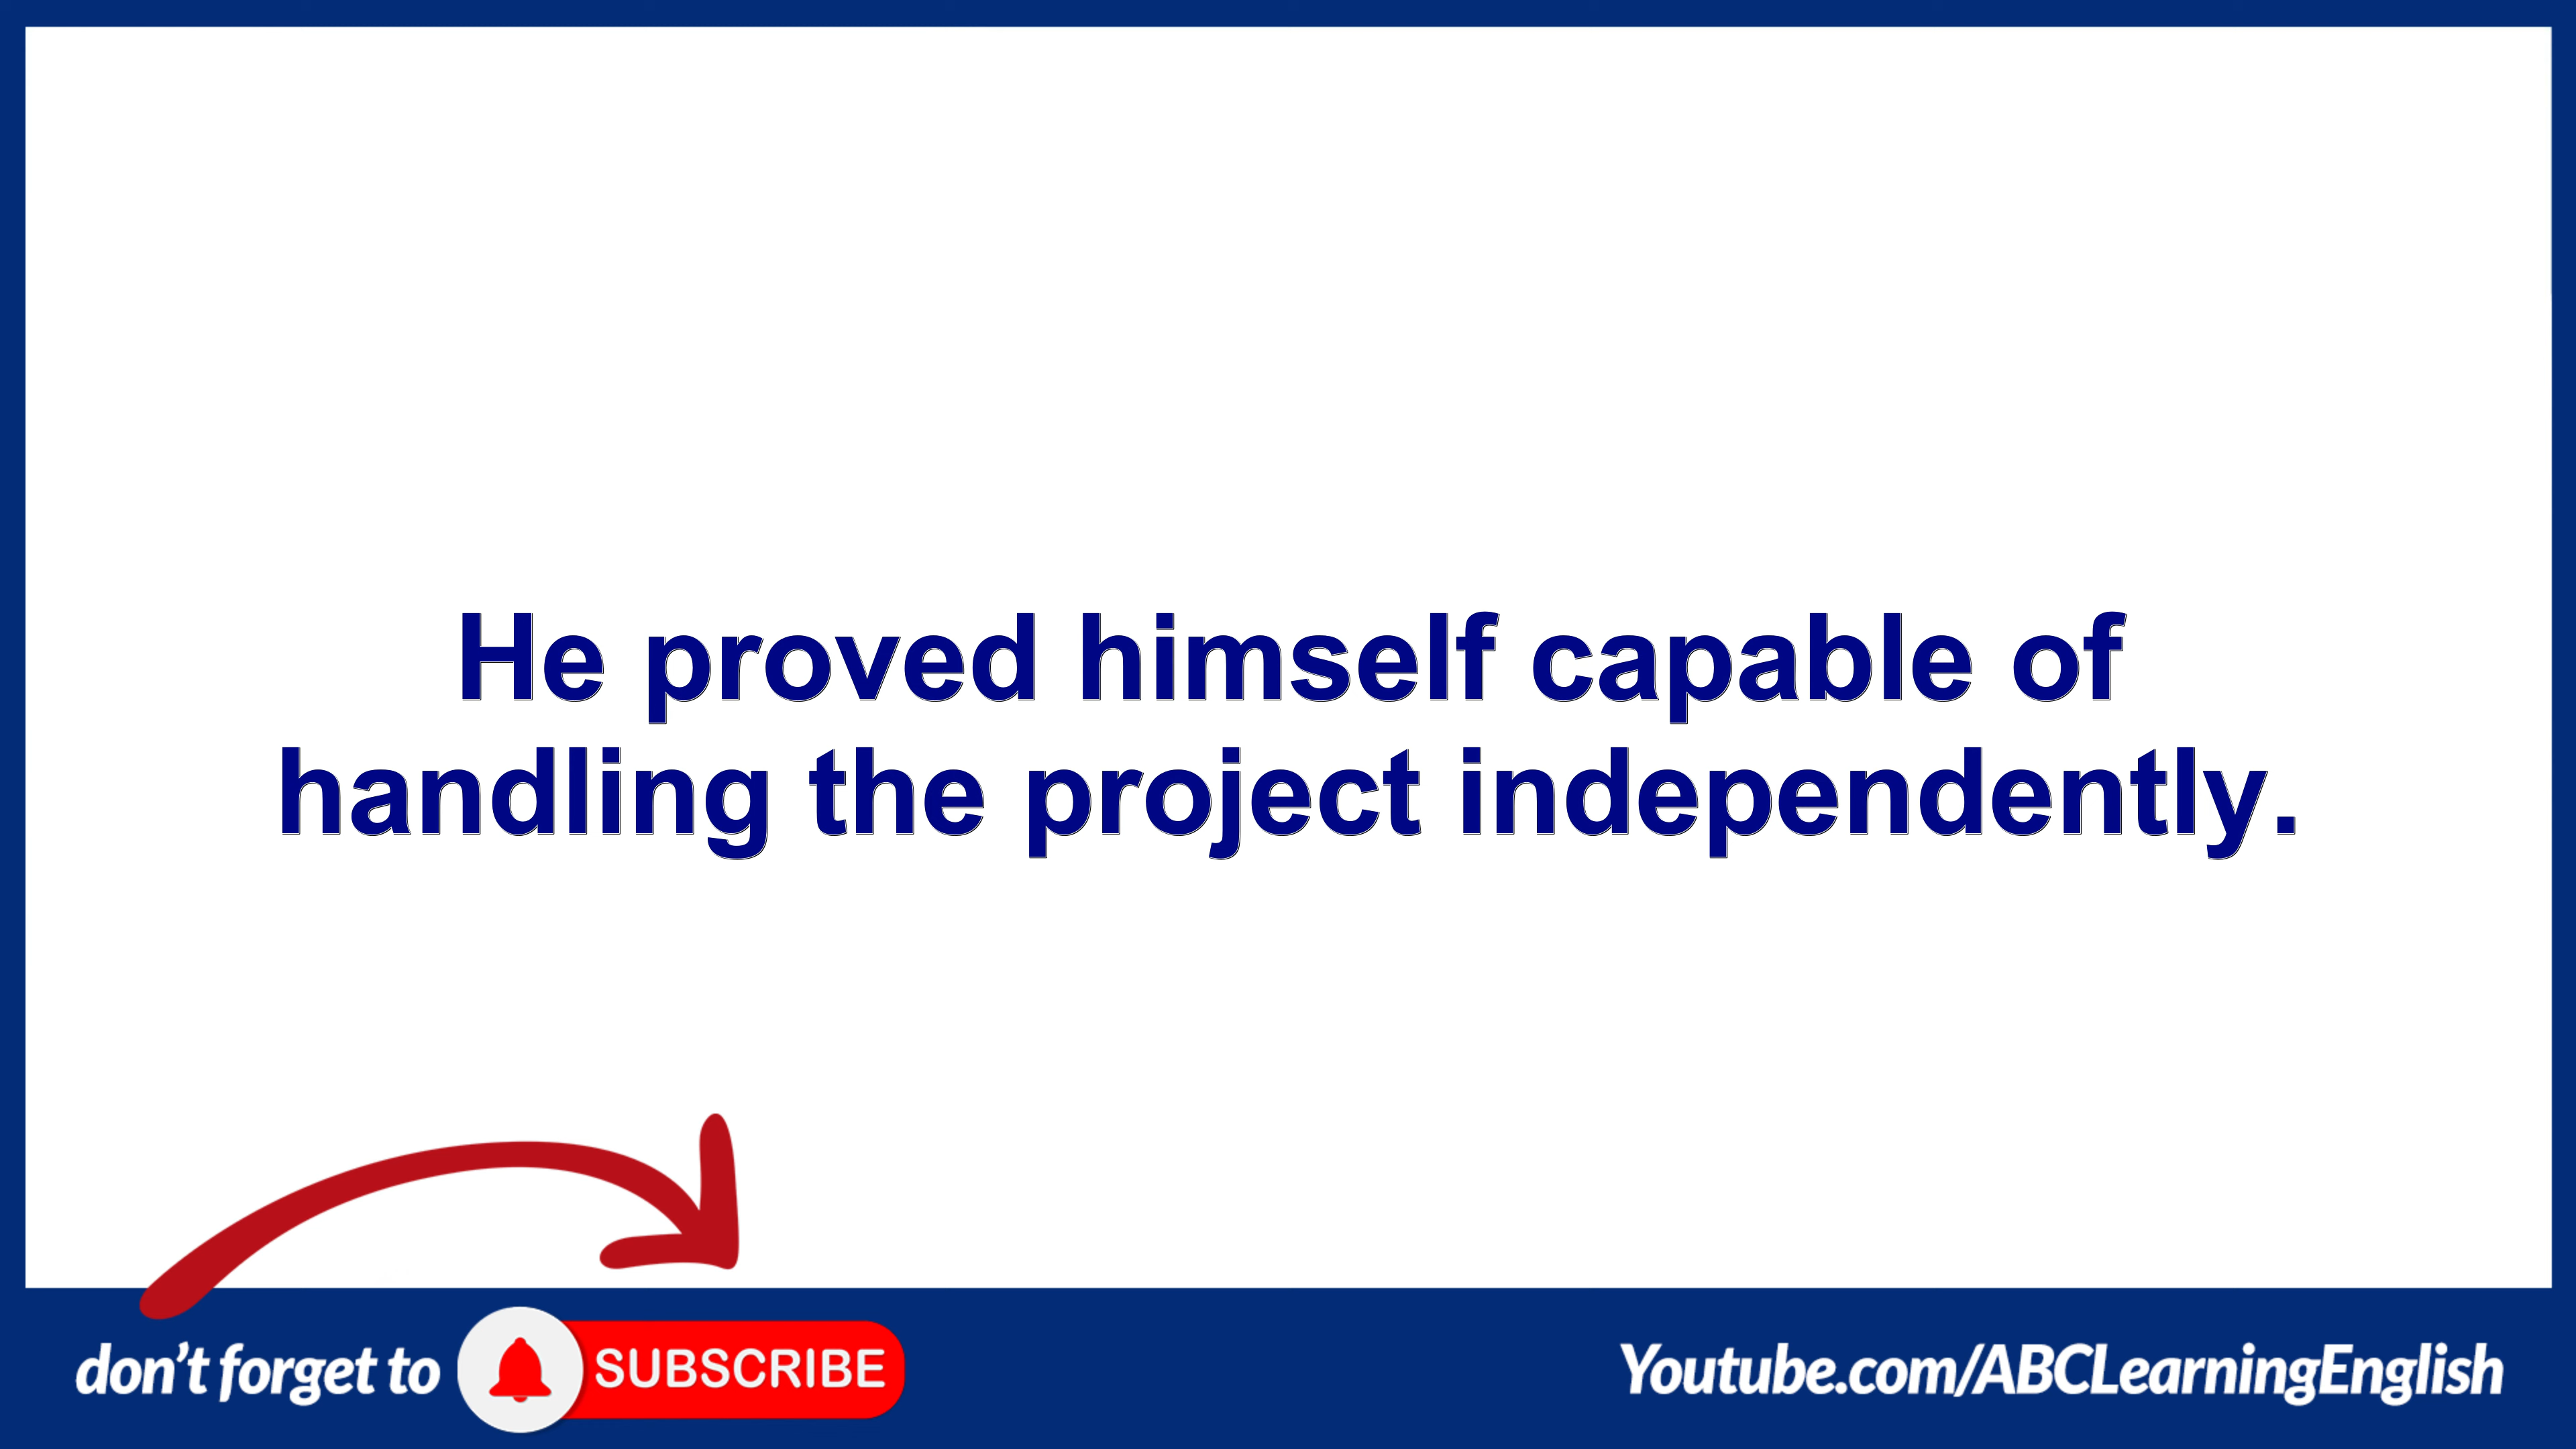 He proved himself capable of
handling the project independently.
don't forget to SUBSCRIBE
Youtube.com/ABCLearningEnglish